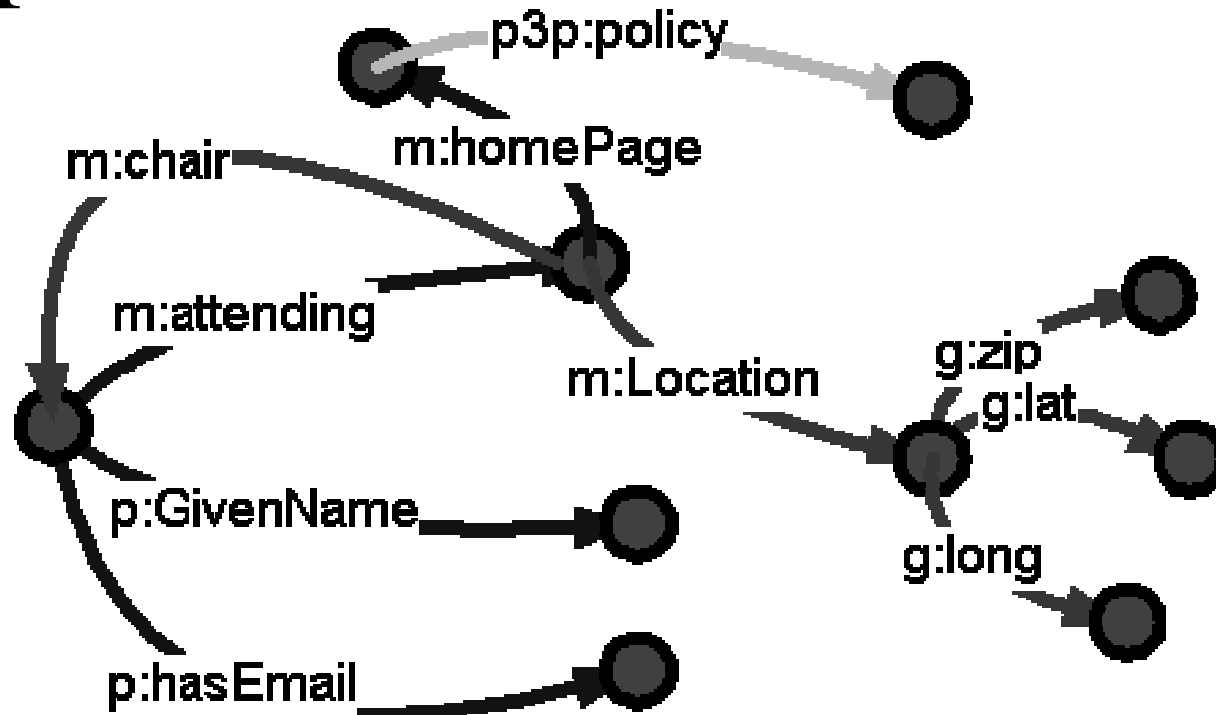 p3p:policy
m:homePage
m:chair
m:attending
m:Location
g:zip
g:lat
p:GivenName
g:long
p:hasEmail